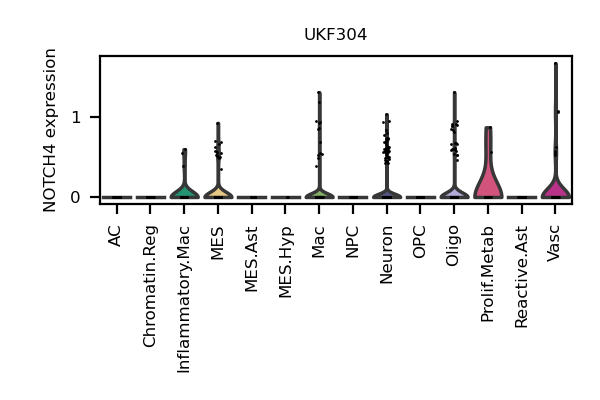 UKF304
NOTCH4 expression
1
0
AC
Chromatin.Reg
Inflammatory.Mac
MES
MES.Ast
MES.Hyp
Mac
NPC
Neuron
OPC
Oligo
Prolif.Metab
Reactive.Ast
Vasc